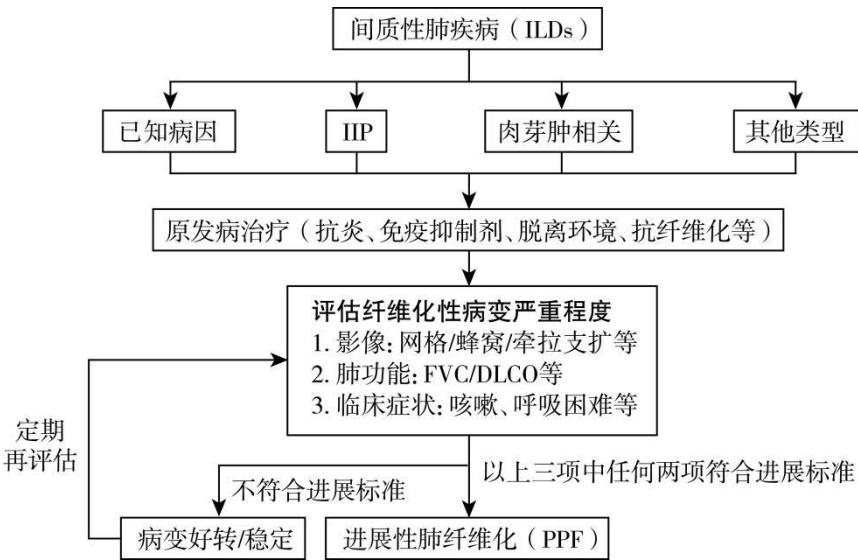 间质性肺疾病（ILDs）
已知病因
IIP
肉芽肿相关
其他类型
原发病治疗（抗炎、免疫抑制剂、脱离环境、抗纤维化等）
评估纤维化性病变严重程度
1. 影像：网格/蜂窝/牵拉支扩等
2. 肺功能：FVC/DLCO等
3. 临床症状：咳嗽、呼吸困难等
定期
再评估
不符合进展标准
以上三项中任何两项符合进展标准
病变好转/稳定
进展性肺纤维化（PPF）